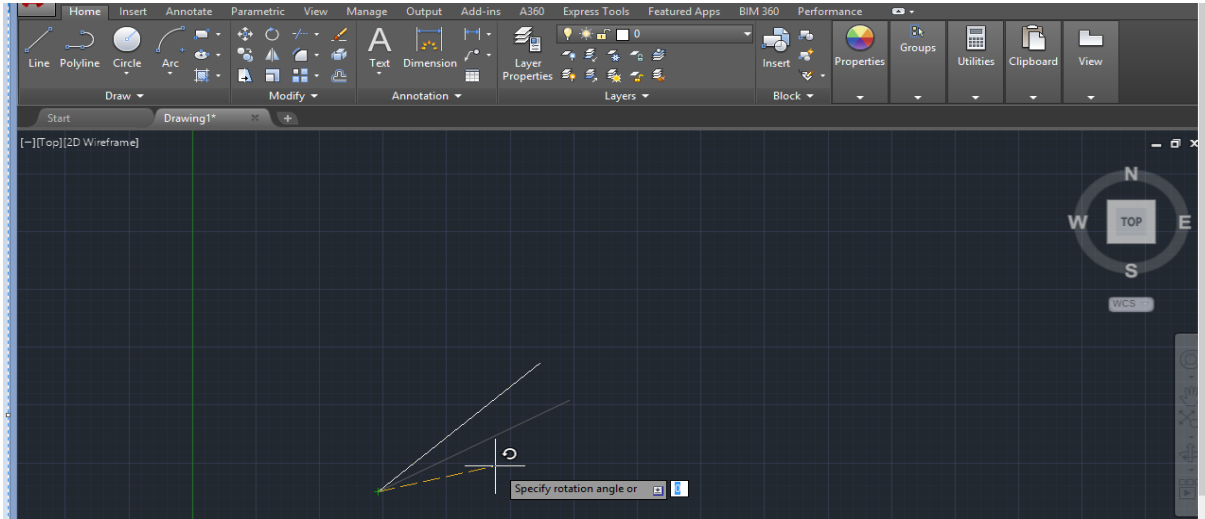 Home Insert Annotate Parametric View Manage Output Add-ins A360 Express Tools Featured Apps BIM 360 Performance
0
Line Polyline Circle Arc Text Dimension Layer Properties Insert Properties Groups Utilities Clipboard View
Draw Modify Annotation Layers Block
Start Drawing1* +
[−][Top][2D Wireframe]
N
W TOP E
S
WCS
Specify rotation angle or 0